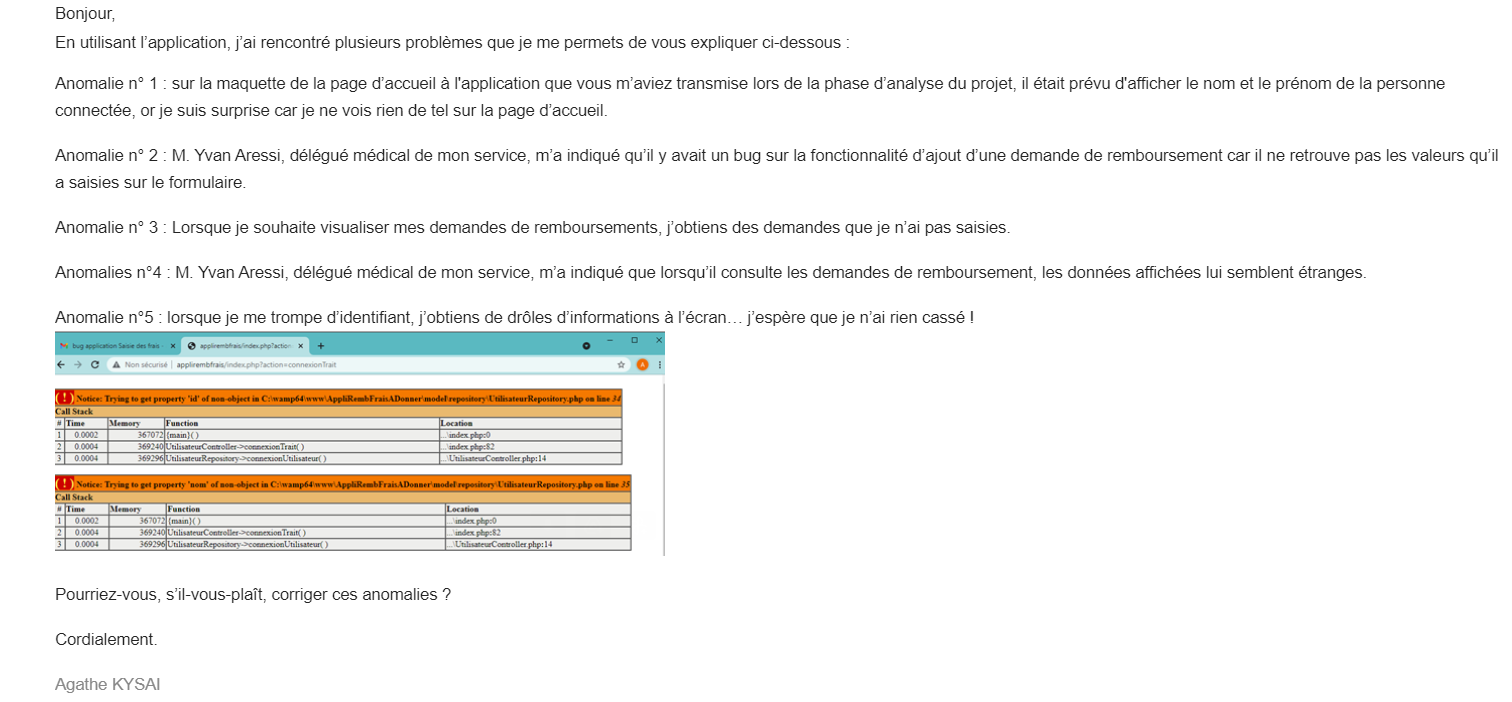 Bonjour,
En utilisant l'application, j'ai rencontré plusieurs problèmes que je me permets de vous expliquer ci-dessous :
Anomalie n° 1 : sur la maquette de la page d'accueil à l'application que vous m'aviez transmise lors de la phase d'analyse du projet, il était prévu d'afficher le nom et le prénom de la personne
connectée, or je suis surprise car je ne vois rien de tel sur la page d'accueil.
Anomalie n° 2 : M. Yvan Aressi, délégué médical de mon service, m'a indiqué qu'il y avait un bug sur la fonctionnalité d'ajout d'une demande de remboursement car il ne retrouve pas les valeurs qu'il
a saisies sur le formulaire.
Anomalie n° 3 : Lorsque je souhaite visualiser mes demandes de remboursements, j'obtiens des demandes que je n'ai pas saisies.
Anomalies n°4 : M. Yvan Aressi, délégué médical de mon service, m'a indiqué que lorsqu'il consulte les demandes de remboursement, les données affichées lui semblent étranges.
Anomalie n°5 : lorsque je me trompe d'identifiant, j'obtiens de drôles d'informations à l'écran… j'espère que je n'ai rien cassé !
bug application Saisie des frais - × applirembfrais/index.php?action= × +
Non sécurisé | applirembfrais/index.php?action=connexionTrait A
( ! ) Notice: Trying to get property 'id' of non-object in C:\wamp64\www\AppliRembFraisADonner\model\repository\UtilisateurRepository.php on line 34
Call Stack
# Time Memory Function Location
1 0.0002 367072 {main}( ) ...\index.php:0
2 0.0004 369240 UtilisateurController->connexionTrait( ) ...\index.php:82
3 0.0004 369296 UtilisateurRepository->connexionUtilisateur( ) ...\UtilisateurController.php:14
( ! ) Notice: Trying to get property 'nom' of non-object in C:\wamp64\www\AppliRembFraisADonner\model\repository\UtilisateurRepository.php on line 35
Call Stack
# Time Memory Function Location
1 0.0002 367072 {main}( ) ...\index.php:0
2 0.0004 369240 UtilisateurController->connexionTrait( ) ...\index.php:82
3 0.0004 369296 UtilisateurRepository->connexionUtilisateur( ) ...\UtilisateurController.php:14
Pourriez-vous, s'il-vous-plaît, corriger ces anomalies ?
Cordialement.
Agathe KYSAI